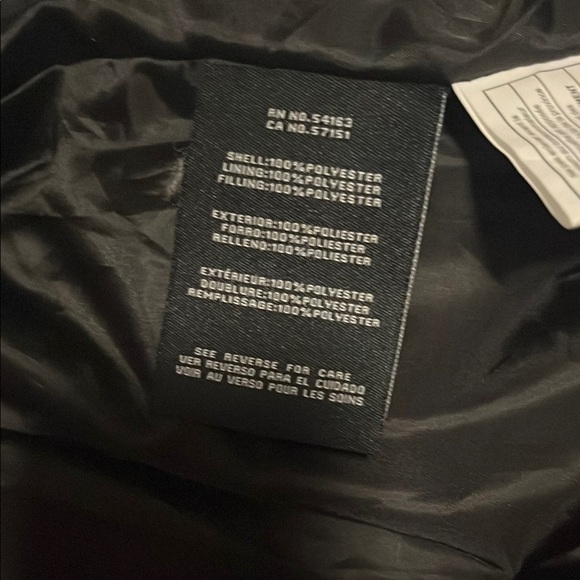 RN NO.54163
CA NO.57151
SHELL:100%POLYESTER
LINING:100%POLYESTER
FILLING:100%POLYESTER
EXTERIOR:100%POLIESTER
FORRO:100%POLIESTER
RELLENO:100%POLIESTER
EXTÉRIEUR:100%POLYESTER
DOUBLURE:100%POLYESTER
REMPLISSAGE:100%POLYESTER
SEE REVERSE FOR CARE
VER REVERSO PARA EL CUIDADO
VOIR AU VERSO POUR LES SOINS